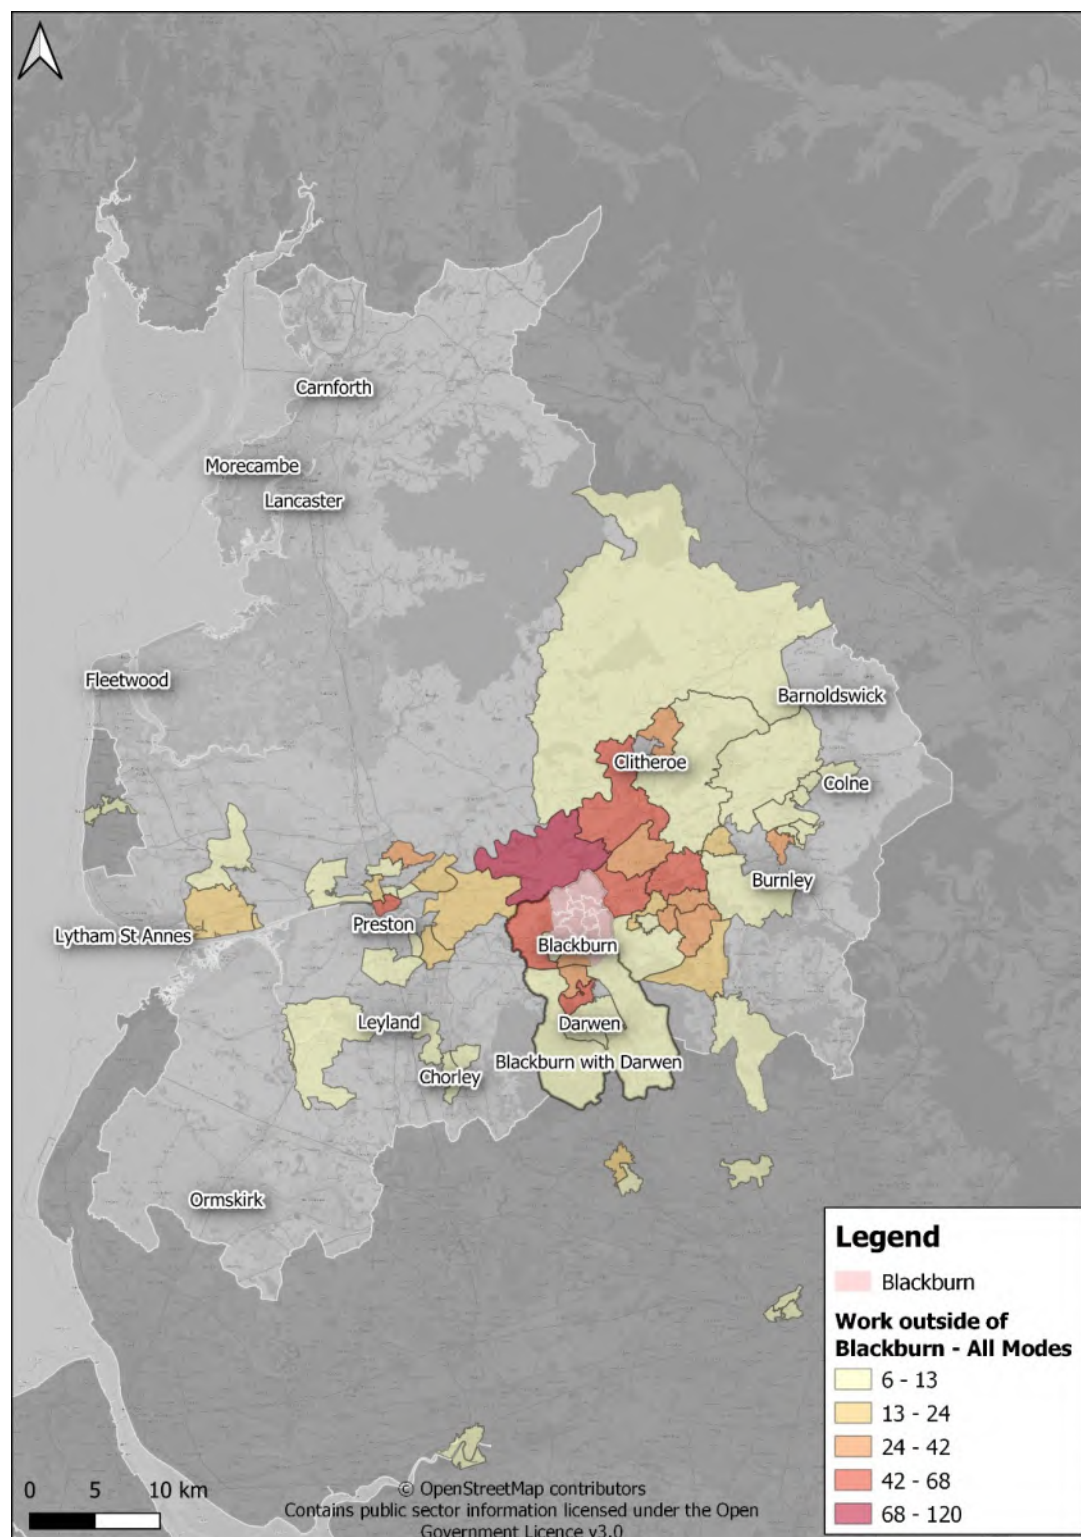 Carnforth
Morecambe
Lancaster
Fleetwood
Barnoldswick
Clitheroe
Colne
Burnley
Preston
Lytham St Annes
Blackburn
Leyland
Darwen
Blackburn with Darwen
Chorley
Ormskirk
Legend
Blackburn
Work outside of
Blackburn - All Modes
6 - 13
13 - 24
24 - 42
42 - 68
68 - 120
0 5 10 km
© OpenStreetMap contributors
Contains public sector information licensed under the Open
Government Licence v3.0